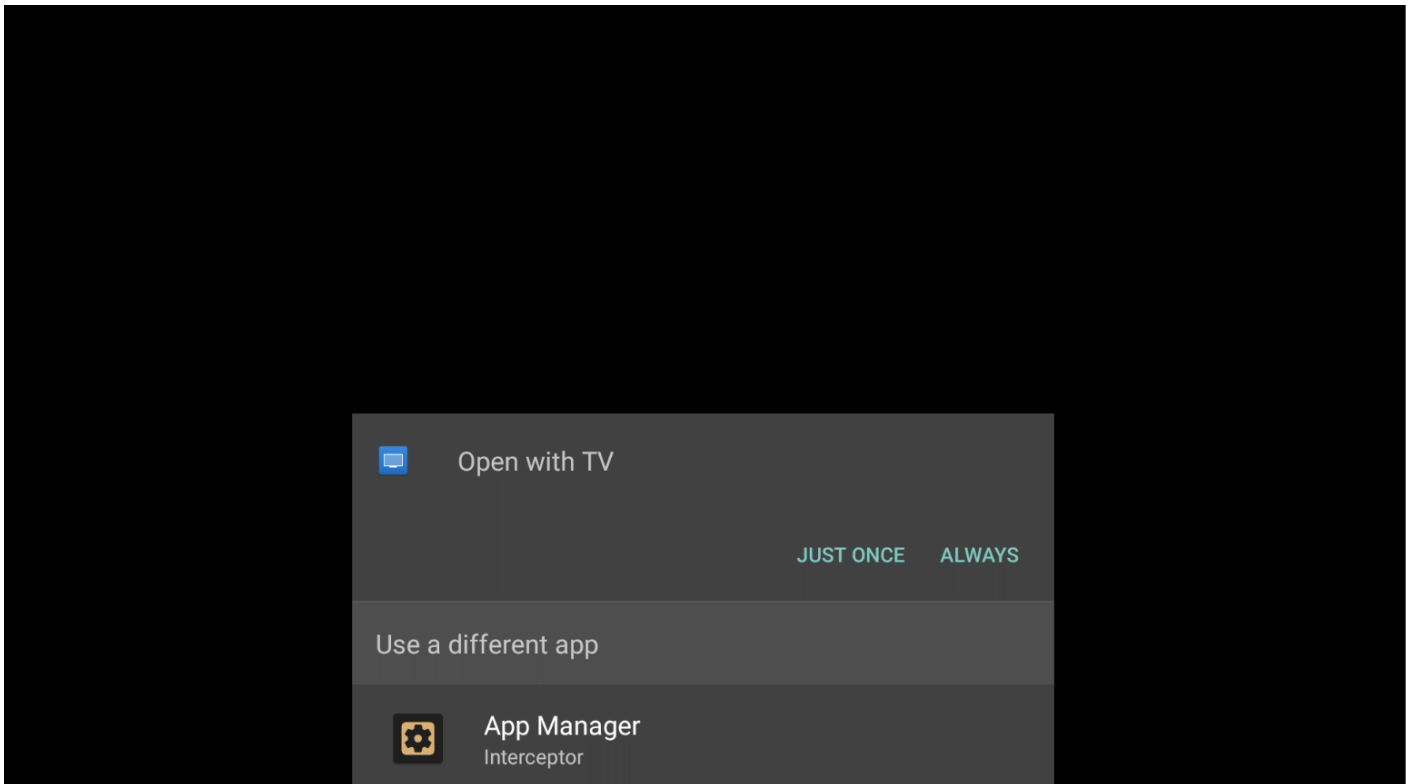 Open with TV
JUST ONCE ALWAYS
Use a different app
App Manager
Interceptor